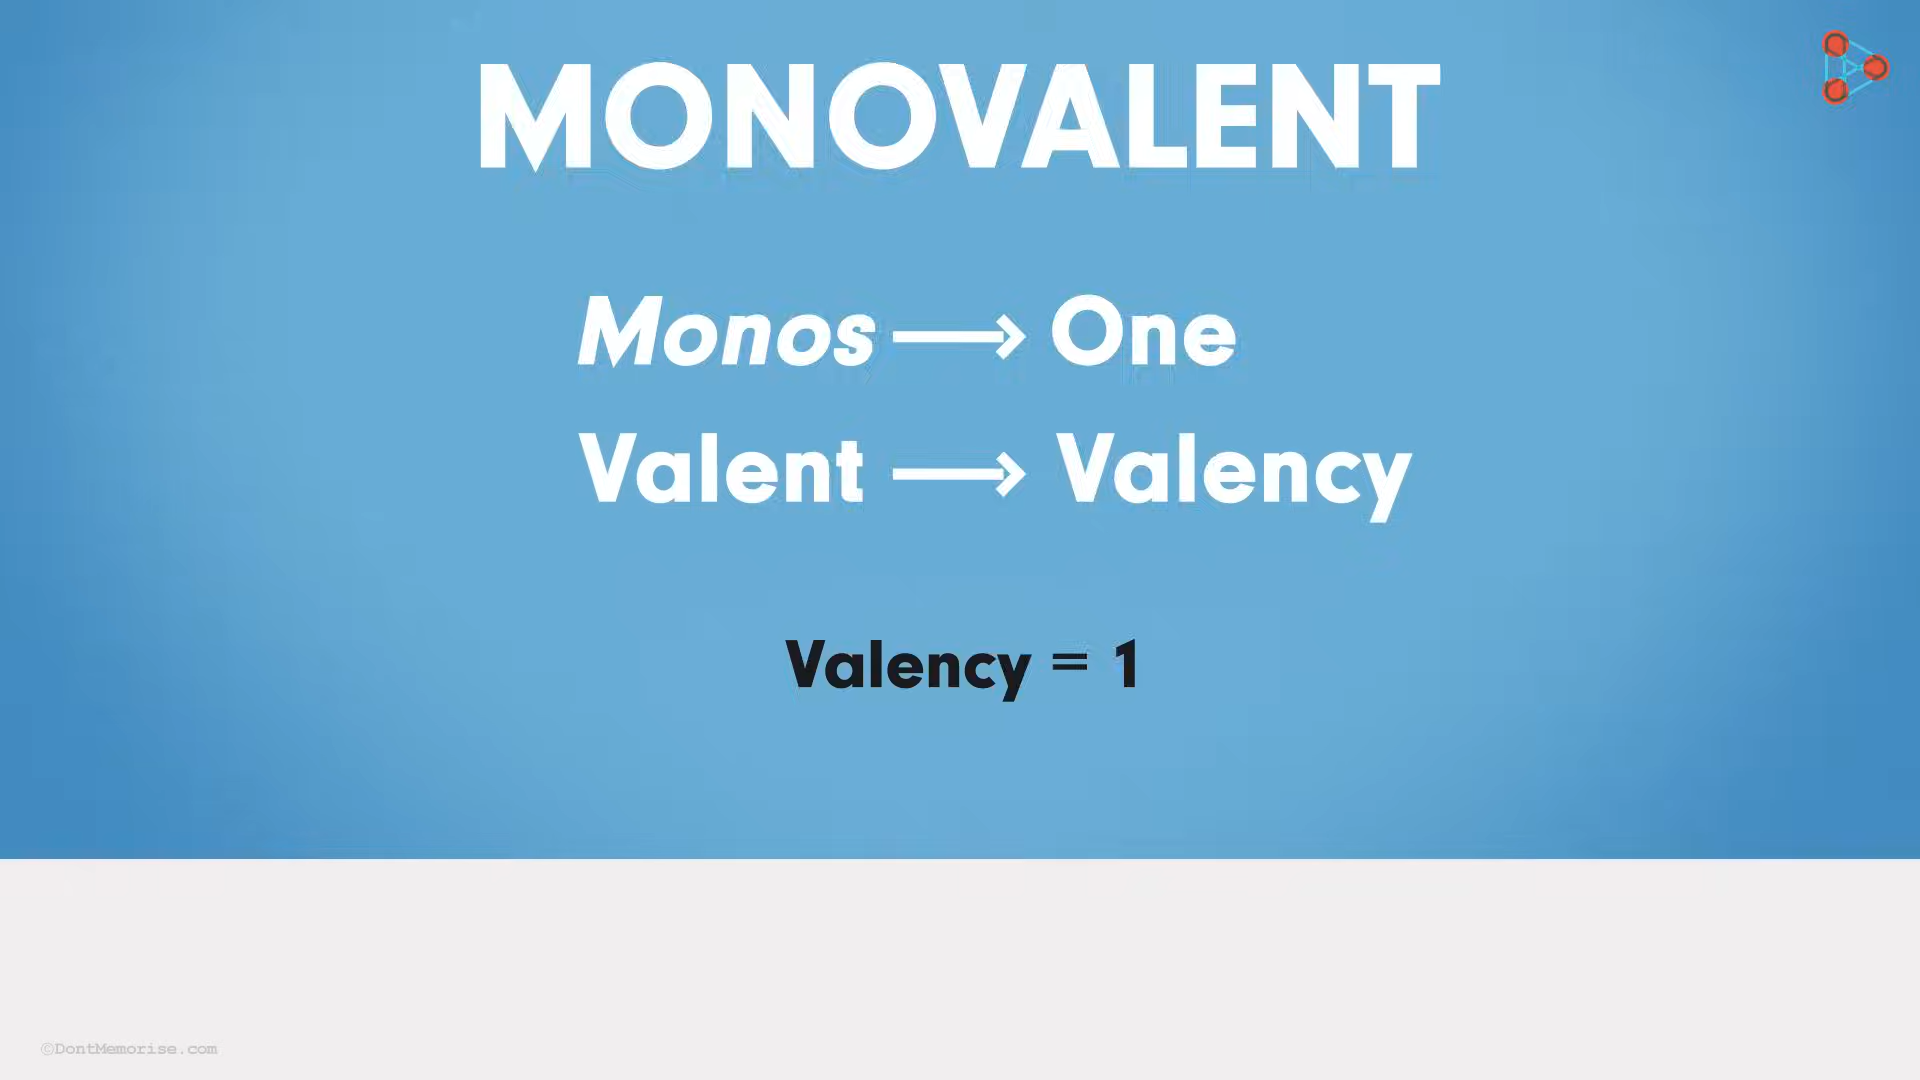 MONOVALENT
Monos → One
Valent → Valency
Valency = 1
©DontMemorise.com